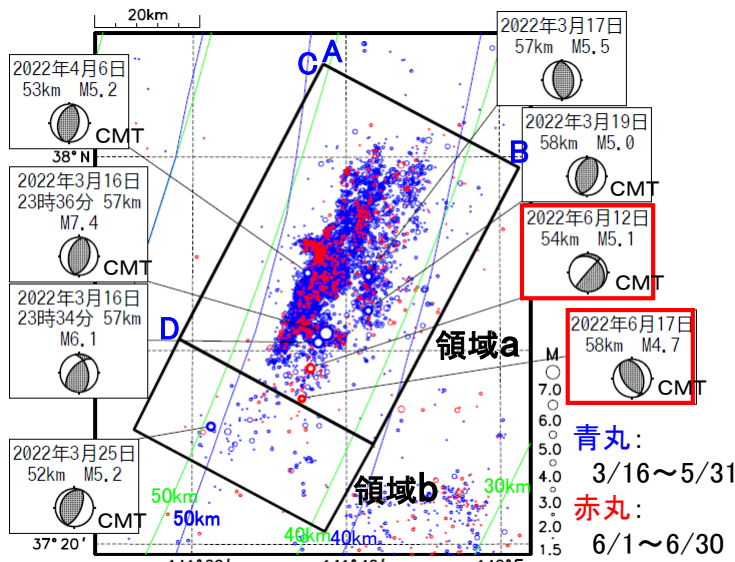 20km
2022年4月6日
53km M5.2
CMT
38°N
2022年3月16日
23時36分 57km
M7.4
CMT
2022年3月16日
23時34分 57km
M6.1
2022年3月25日
52km M5.2
CMT
37°20′
A
C
B
D
2022年3月17日
57km M5.5
2022年3月19日
58km M5.0
CMT
2022年6月12日
54km M5.1
CMT
2022年6月17日
58km M4.7
CMT
領域a
領域b
50km
50km
40km
40km
30km
M
7.0
6.0
5.0
4.0
3.0
2.0
1.5
青丸：
3/16～5/31
赤丸：
6/1～6/30